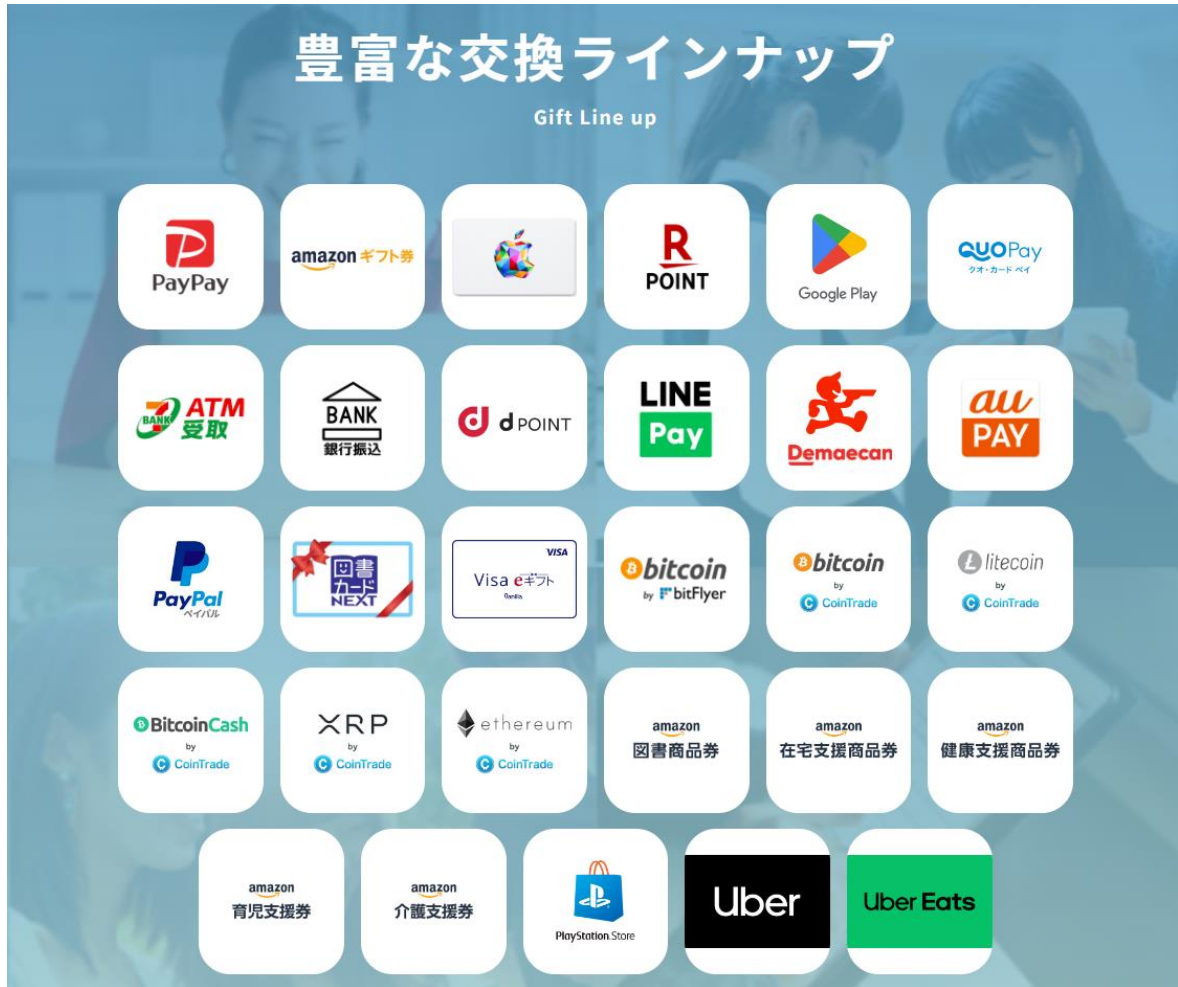 豊富な交換ラインナップ
Gift Line up
PayPay
amazon ギフト券
R
POINT
Google Play
QUO Pay
クオ・カード ペイ
7 BANK
ATM
受取
BANK
銀行振込
d d POINT
LINE
Pay
Demaecan
au
PAY
PayPal
ペイパル
図書
カード
NEXT
VISA
Visa eギフト
Vanilla
bitcoin
by bitFlyer
bitcoin
by
CoinTrade
litecoin
by
CoinTrade
BitcoinCash
by
CoinTrade
XRP
by
CoinTrade
ethereum
by
CoinTrade
amazon
図書商品券
amazon
在宅支援商品券
amazon
健康支援商品券
amazon
育児支援券
amazon
介護支援券
PlayStation Store
Uber
Uber Eats